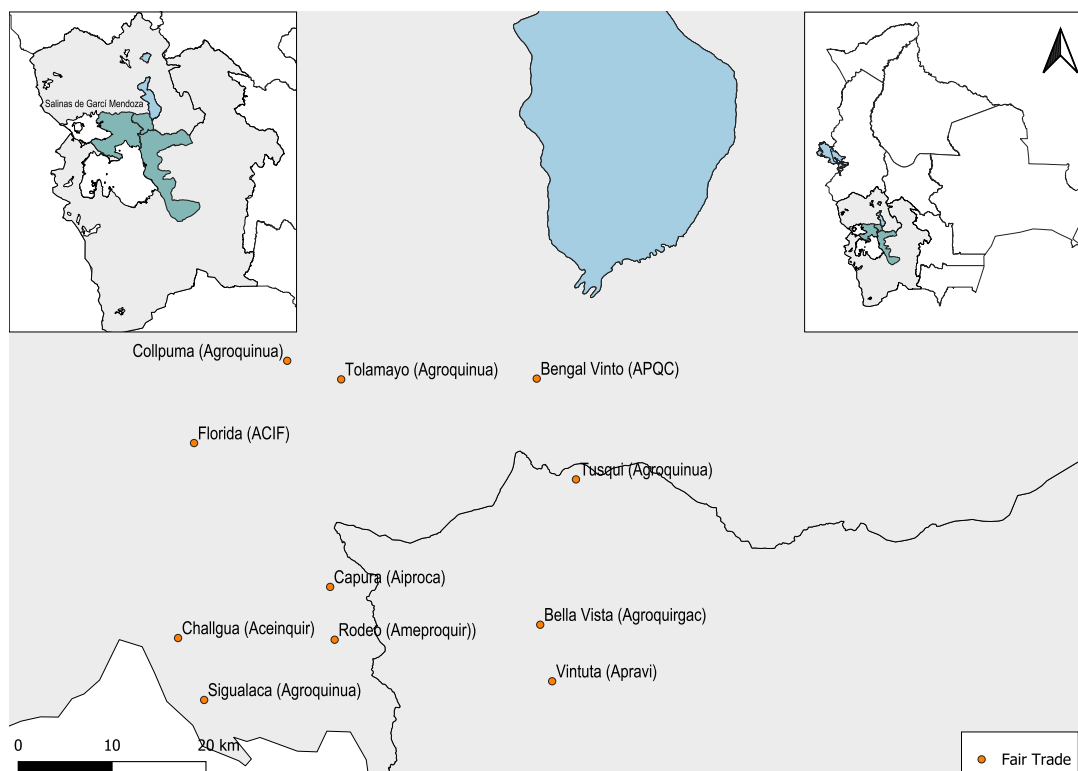 Salinas de Garcí Mendoza
Collpuma (Agroquinua)
Tolamayo (Agroquinua)
Bengal Vinto (APQC)
Florida (ACIF)
Tusqui (Agroquinua)
Capura (Aiproca)
Challgua (Aceinquir)
Rodeo (Ameproquir))
Bella Vista (Agroquirgac)
Vintuta (Apravi)
Sigualaca (Agroquinua)
0 10 20 km
Fair Trade